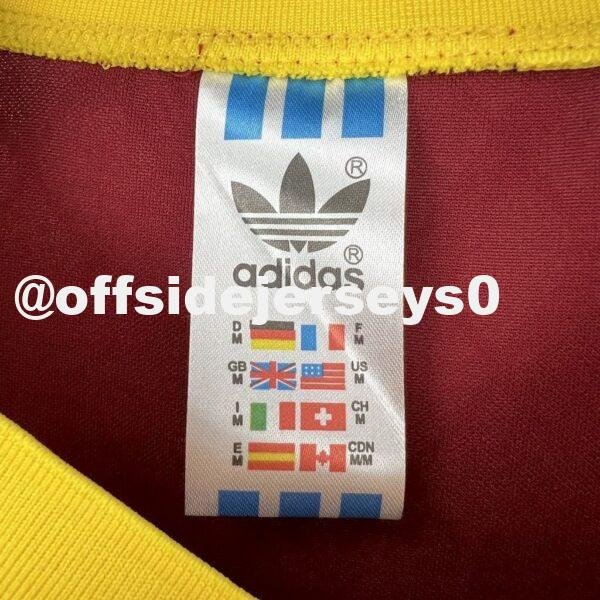 ®
®
adidas
@offsidejerseys0
D M F M
GB M US M
I M CH M
E M CDN M/M